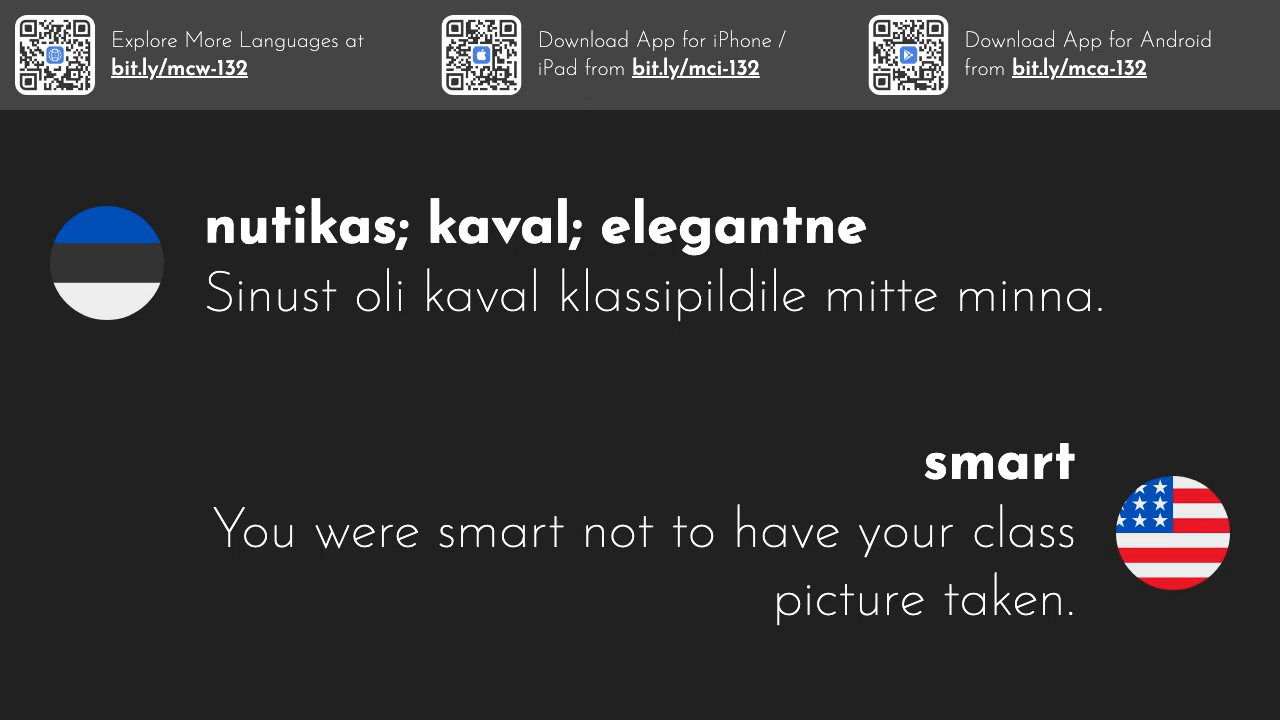 Explore More Languages at
bit.ly/mcw-132
Download App for iPhone /
iPad from bit.ly/mci-132
Download App for Android
from bit.ly/mca-132
nutikas; kaval; elegantne
Sinust oli kaval klassipildile mitte minna.
smart
You were smart not to have your class
picture taken.